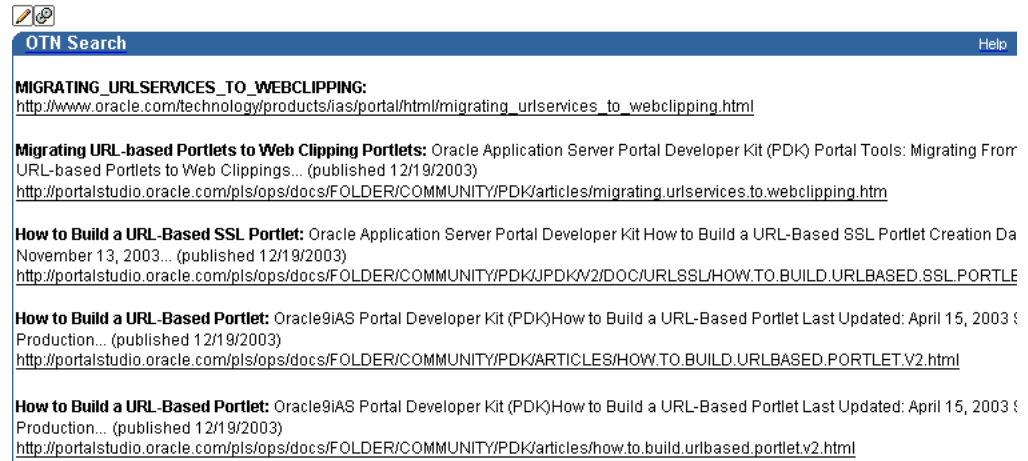 OTN Search Help
MIGRATING_URLSERVICES_TO_WEBCLIPPING:
http://www.oracle.com/technology/products/ias/portal/html/migrating_urlservices_to_webclipping.html
Migrating URL-based Portlets to Web Clipping Portlets: Oracle Application Server Portal Developer Kit (PDK) Portal Tools: Migrating From
URL-based Portlets to Web Clippings... (published 12/19/2003)
http://portalstudio.oracle.com/pls/ops/docs/FOLDER/COMMUNITY/PDK/articles/migrating.urlservices.to.webclipping.htm
How to Build a URL-Based SSL Portlet: Oracle Application Server Portal Developer Kit How to Build a URL-Based SSL Portlet Creation Da
November 13, 2003... (published 12/19/2003)
http://portalstudio.oracle.com/pls/ops/docs/FOLDER/COMMUNITY/PDK/JPDK/V2/DOC/URLSSL/HOW.TO.BUILD.URLBASED.SSL.PORTLE
How to Build a URL-Based Portlet: Oracle9iAS Portal Developer Kit (PDK)How to Build a URL-Based Portlet Last Updated: April 15, 2003
Production... (published 12/19/2003)
http://portalstudio.oracle.com/pls/ops/docs/FOLDER/COMMUNITY/PDK/ARTICLES/HOW.TO.BUILD.URLBASED.PORTLET.V2.html
How to Build a URL-Based Portlet: Oracle9iAS Portal Developer Kit (PDK)How to Build a URL-Based Portlet Last Updated: April 15, 2003
Production... (published 12/19/2003)
http://portalstudio.oracle.com/pls/ops/docs/FOLDER/COMMUNITY/PDK/articles/how.to.build.urlbased.portlet.v2.html